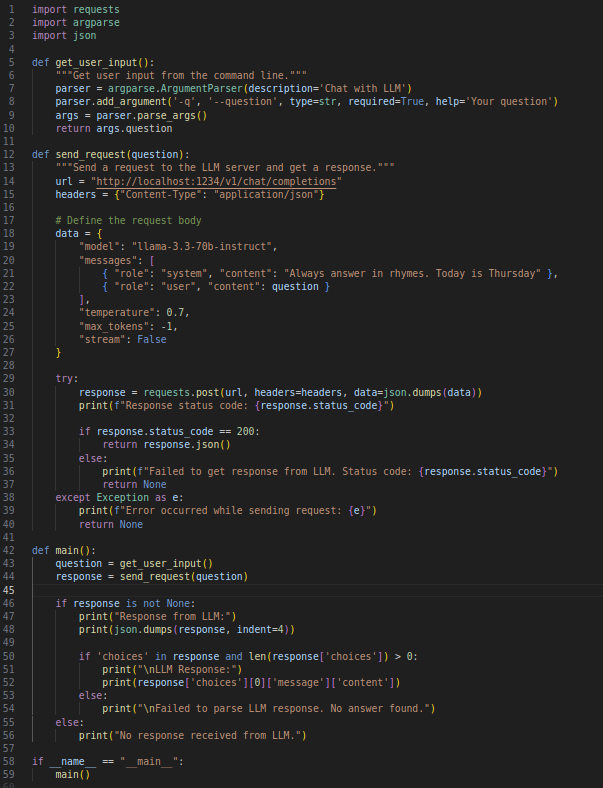 1 import requests
2 import argparse
3 import json
4
5 def get_user_input():
6     """Get user input from the command line."""
7     parser = argparse.ArgumentParser(description='Chat with LLM')
8     parser.add_argument('-q', '--question', type=str, required=True, help='Your question')
9     args = parser.parse_args()
10     return args.question
11
12 def send_request(question):
13     """Send a request to the LLM server and get a response."""
14     url = "http://localhost:1234/v1/chat/completions"
15     headers = {"Content-Type": "application/json"}
16
17     # Define the request body
18     data = {
19         "model": "llama-3.3-70b-instruct",
20         "messages": [
21             { "role": "system", "content": "Always answer in rhymes. Today is Thursday" },
22             { "role": "user", "content": question }
23         ],
24         "temperature": 0.7,
25         "max_tokens": -1,
26         "stream": False
27     }
28
29     try:
30         response = requests.post(url, headers=headers, data=json.dumps(data))
31         print(f"Response status code: {response.status_code}")
32
33         if response.status_code == 200:
34             return response.json()
35         else:
36             print(f"Failed to get response from LLM. Status code: {response.status_code}")
37             return None
38     except Exception as e:
39         print(f"Error occurred while sending request: {e}")
40         return None
41
42 def main():
43     question = get_user_input()
44     response = send_request(question)
45
46     if response is not None:
47         print("Response from LLM:")
48         print(json.dumps(response, indent=4))
49
50         if 'choices' in response and len(response['choices']) > 0:
51             print("\nLLM Response:")
52             print(response['choices'][0]['message']['content'])
53         else:
54             print("\nFailed to parse LLM response. No answer found.")
55     else:
56         print("No response received from LLM.")
57
58 if __name__ == "__main__":
59     main()